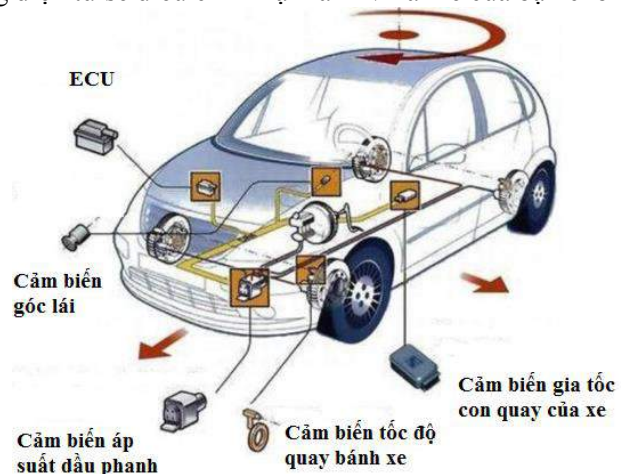 ECU
Cảm biến
góc lái
Cảm biến gia tốc
con quay của xe
Cảm biến tốc độ
quay bánh xe
Cảm biến áp
suất dầu phanh